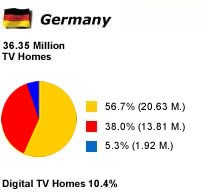 Germany
36.35 Million
TV Homes
56.7% (20.63 M.)
38.0% (13.81 M.)
5.3% (1.92 M.)
Digital TV Homes 10.4%